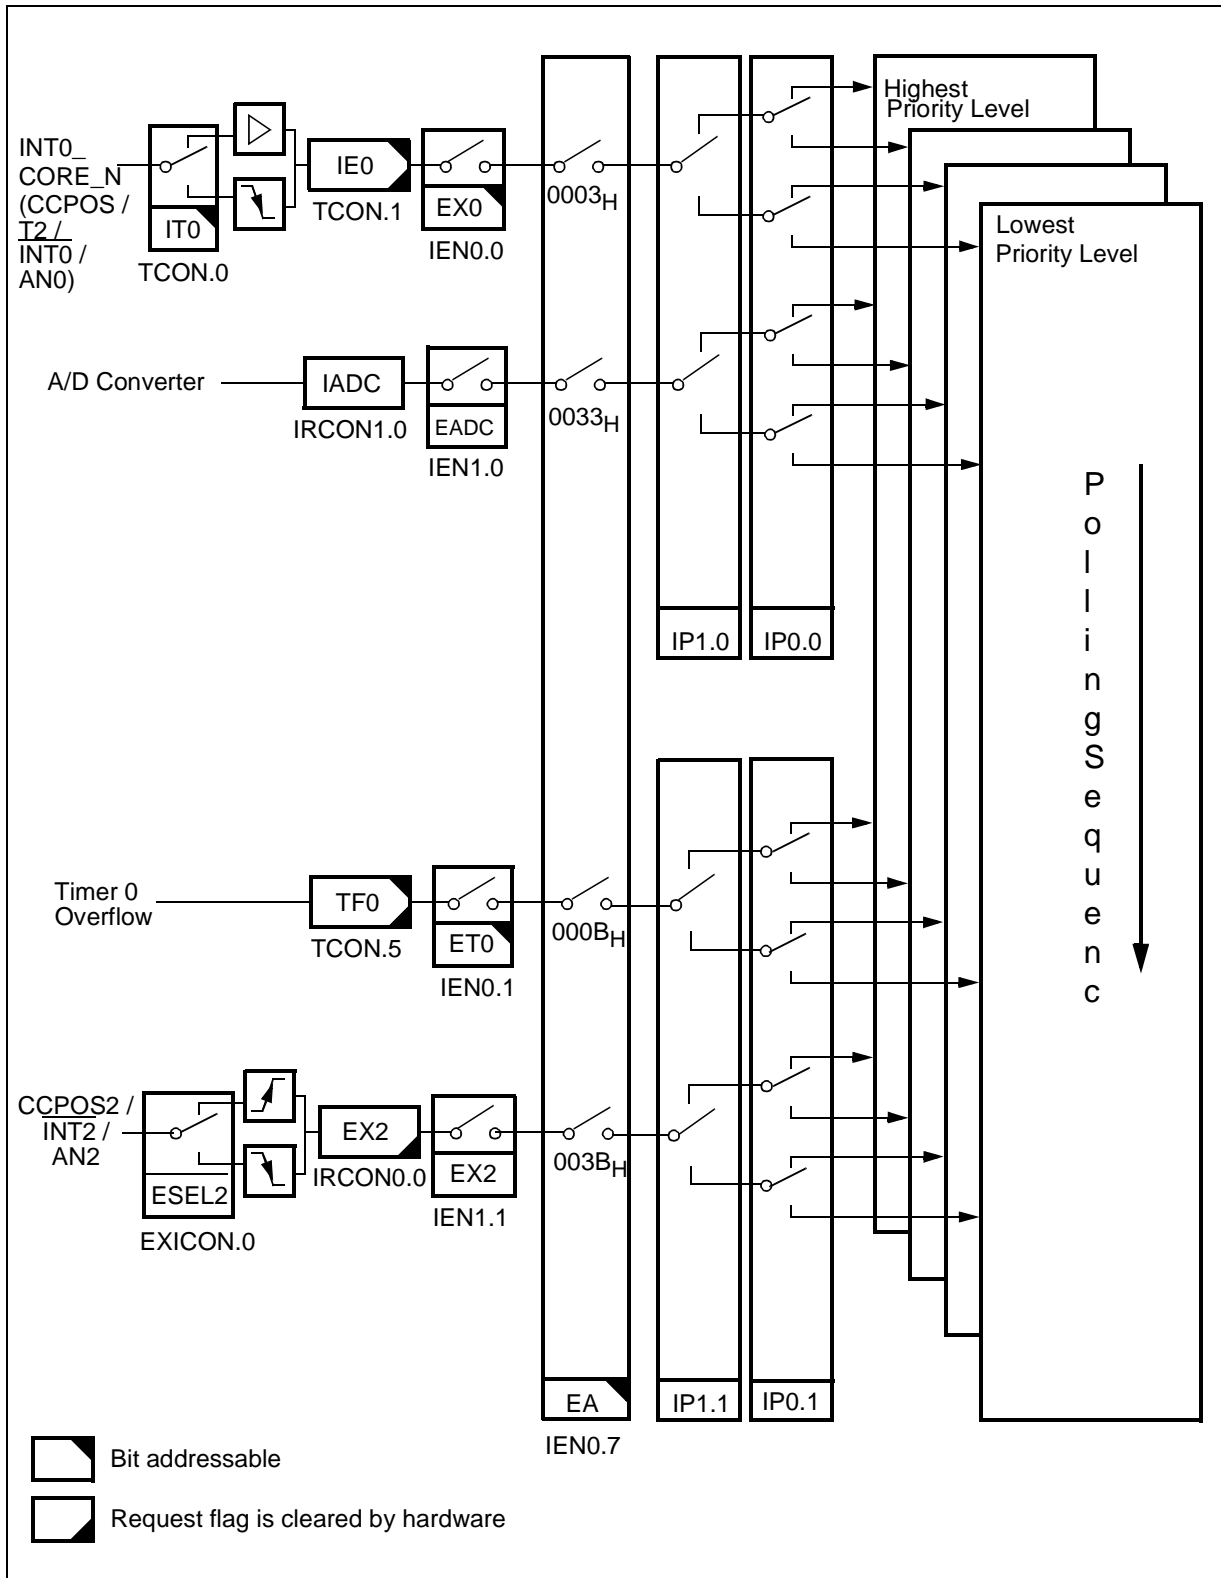 Highest
Priority Level
INT0_
CORE_N
(CCPOS /
T2 /
INT0 /
AN0)
IT0
TCON.0
IE0
TCON.1
EX0
IEN0.0
0003H
Lowest
Priority Level
A/D Converter
IADC
IRCON1.0
EADC
IEN1.0
0033H
IP1.0
IP0.0
PollingSequenc
Timer 0
Overflow
TF0
TCON.5
ET0
IEN0.1
000BH
CCPOS2 /
INT2 /
AN2
ESEL2
EXICON.0
EX2
IRCON0.0
EX2
IEN1.1
003BH
EA
IEN0.7
IP1.1
IP0.1
Bit addressable
Request flag is cleared by hardware